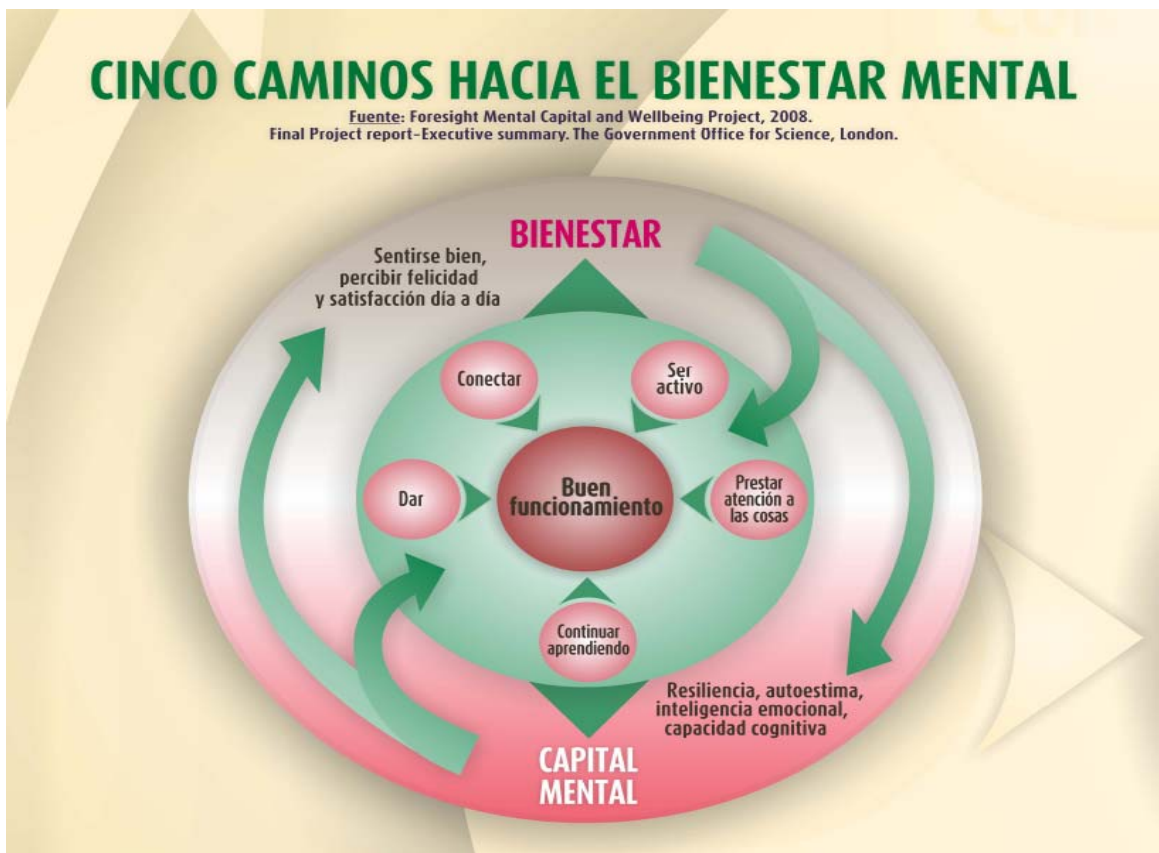 CINCO CAMINOS HACIA EL BIENESTAR MENTAL
Fuente: Foresight Mental Capital and Wellbeing Project, 2008.
Final Project report-Executive summary. The Government Office for Science, London.
BIENESTAR
Sentirse bien,
percibir felicidad
y satisfacción día a día
Conectar
Ser
activo
Dar
Buen
funcionamiento
Prestar
atención a
las cosas
Continuar
aprendiendo
Resiliencia, autoestima,
inteligencia emocional,
capacidad cognitiva
CAPITAL
MENTAL